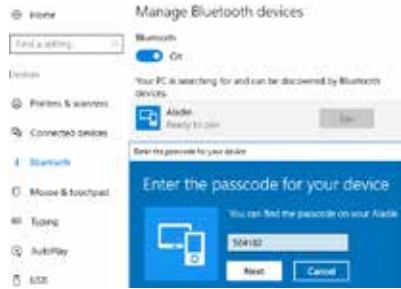 Home
Manage Bluetooth devices
Find a setting
Bluetooth
On
Devices
Your PC is searching for and can be discovered by Bluetooth
devices.
Printers & scanners
Aladin
Ready to pair
Pair
Connected devices
Enter the passcode for your device
Bluetooth
Enter the passcode for your device
Mouse & touchpad
You can find the passcode on your Aladin.
Typing
564102
AutoPlay
Next
Cancel
USB